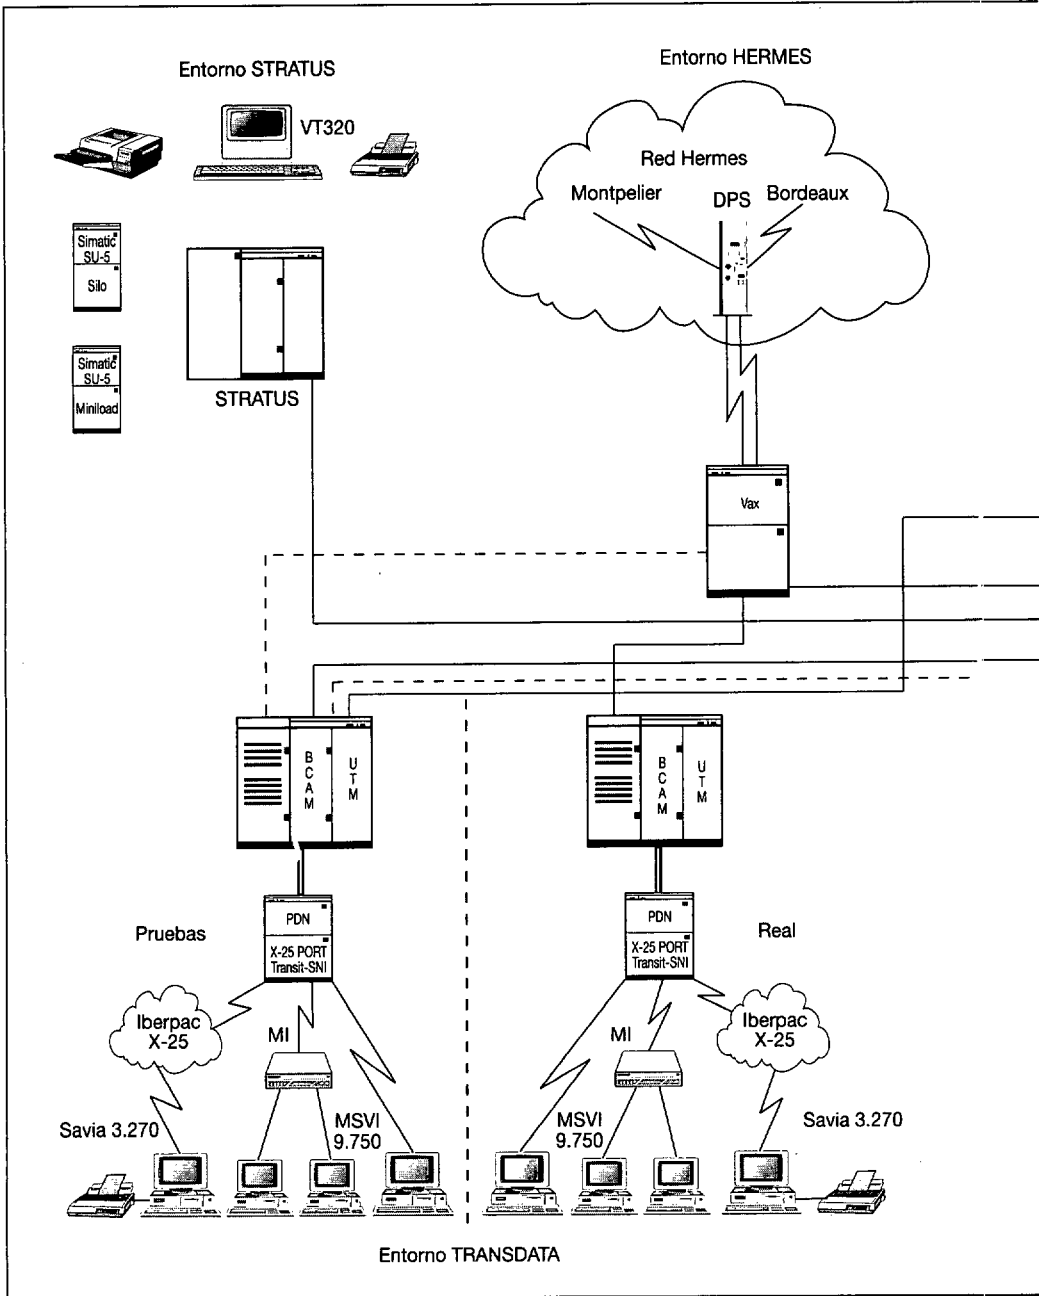 Entorno STRATUS
Entorno HERMES
VT320
Red Hermes
Montpelier
DPS
Bordeaux
Simatic
SU-5
Silo
Simatic
SU-5
Miniload
STRATUS
Vax
B
C
A
M
U
T
M
B
C
A
M
U
T
M
PDN
X-25 PORT
Transit-SNI
PDN
X-25 PORT
Transit-SNI
Pruebas
Real
Iberpac
X-25
MI
MI
Iberpac
X-25
Savia 3.270
MSVI
9.750
MSVI
9.750
Savia 3.270
Entorno TRANSDATA